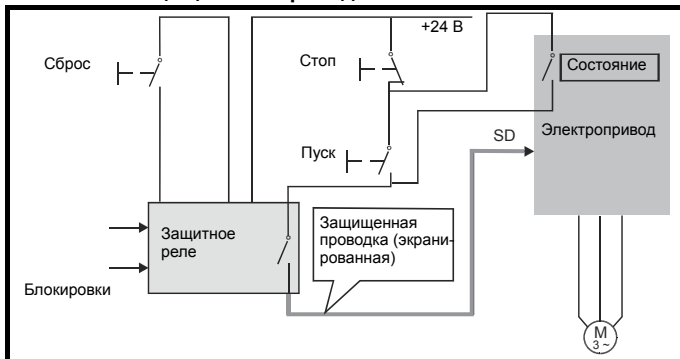 +24 В
Сброс
Стоп
Состояние
SD
Электропривод
Пуск
Защитное
реле
Защищенная
проводка (экрани-
рованная)
Блокировки
M
3 ~